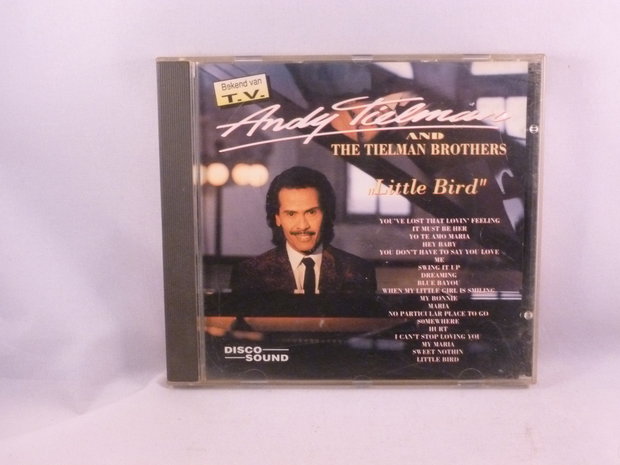 Bekend van
T.V.
Andy Tielman
AND
THE TIELMAN BROTHERS
„Little Bird"
YOU'VE LOST THAT LOVIN' FEELING
IT MUST BE HER
YO TE AMO MARIA
HEY BABY
YOU DON'T HAVE TO SAY YOU LOVE
ME
SWING IT UP
DREAMING
BLUE BAYOU
WHEN MY LITTLE GIRL IS SMILING
MY BONNIE
MARIA
NO PARTICULAR PLACE TO GO
SOMEWHERE
HURT
I CAN'T STOP LOVING YOU
MY MARIA
SWEET NOTHIN
LITTLE BIRD
DISCO
SOUND